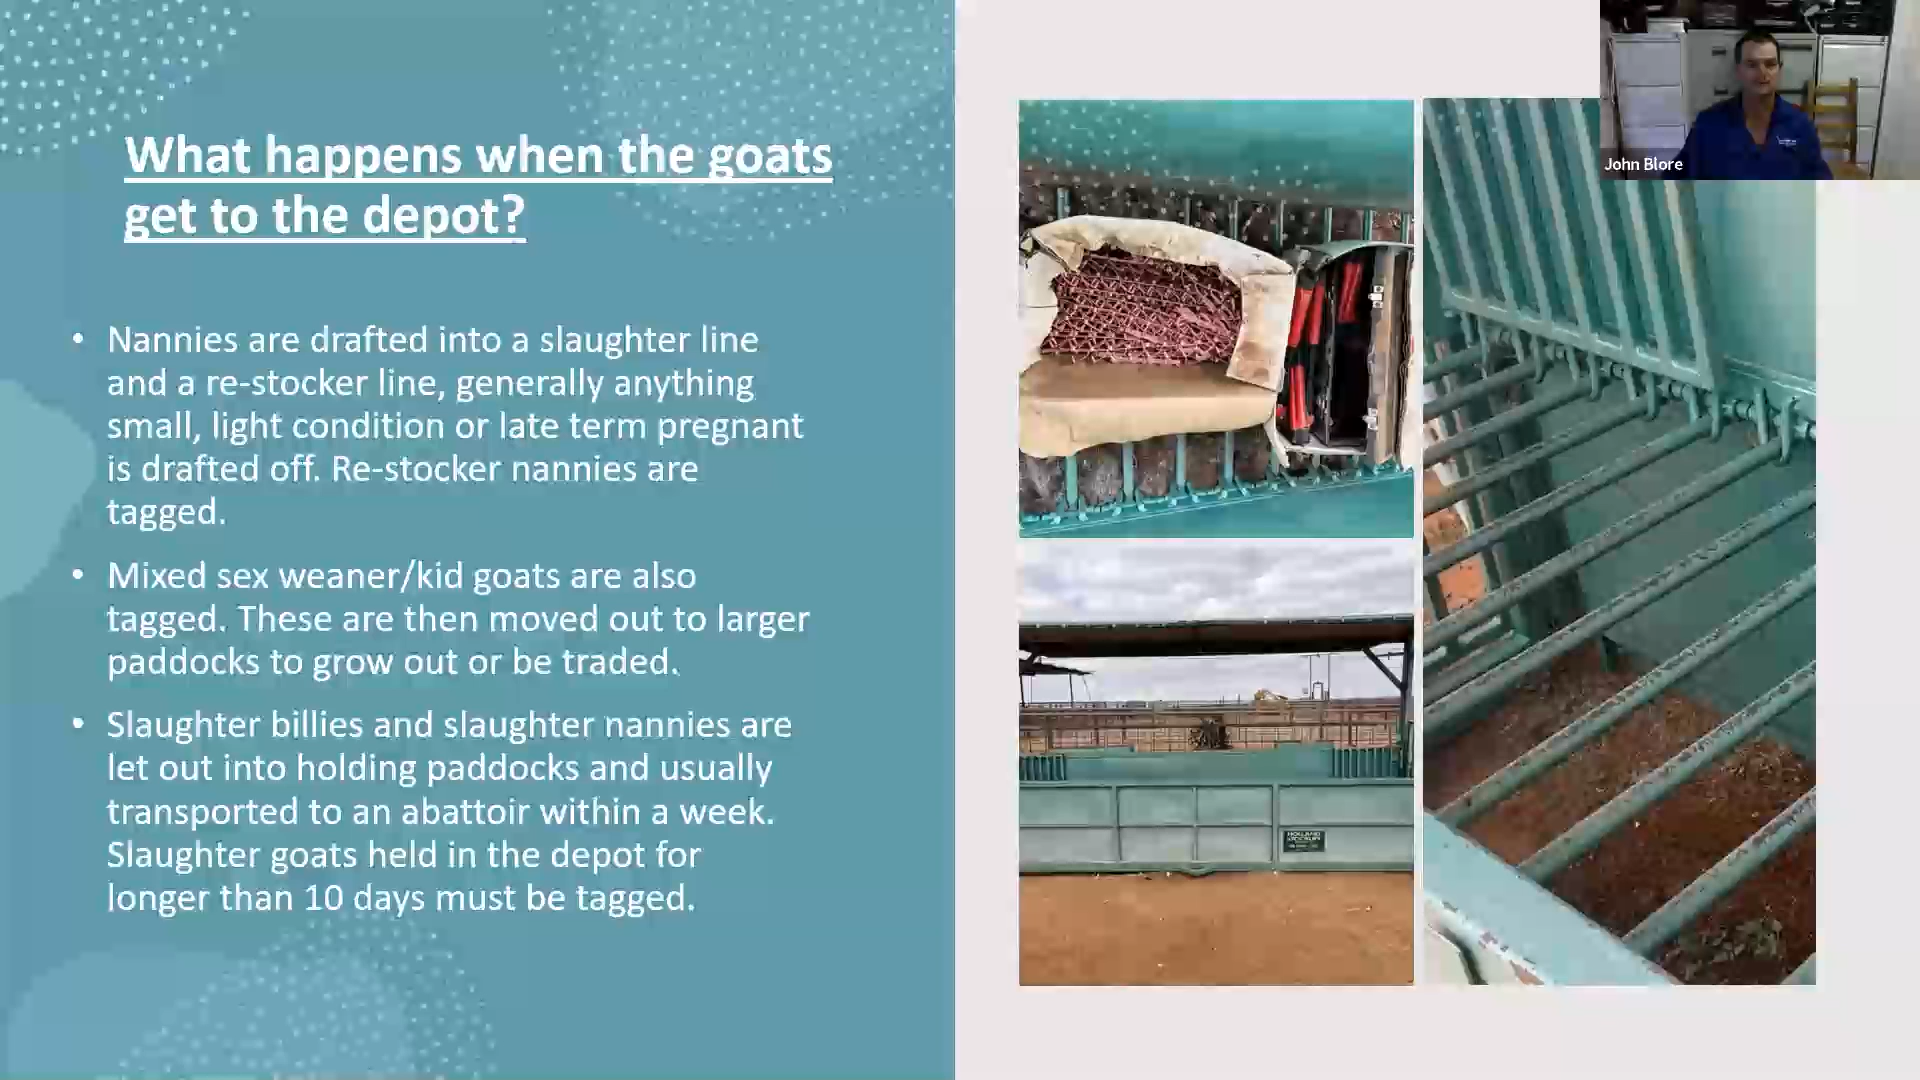 What happens when the goats
get to the depot?
• Nannies are drafted into a slaughter line
and a re-stocker line, generally anything
small, light condition or late term pregnant
is drafted off. Re-stocker nannies are
tagged.
• Mixed sex weaner/kid goats are also
tagged. These are then moved out to larger
paddocks to grow out or be traded.
• Slaughter billies and slaughter nannies are
let out into holding paddocks and usually
transported to an abattoir within a week.
Slaughter goats held in the depot for
longer than 10 days must be tagged.
John Blore